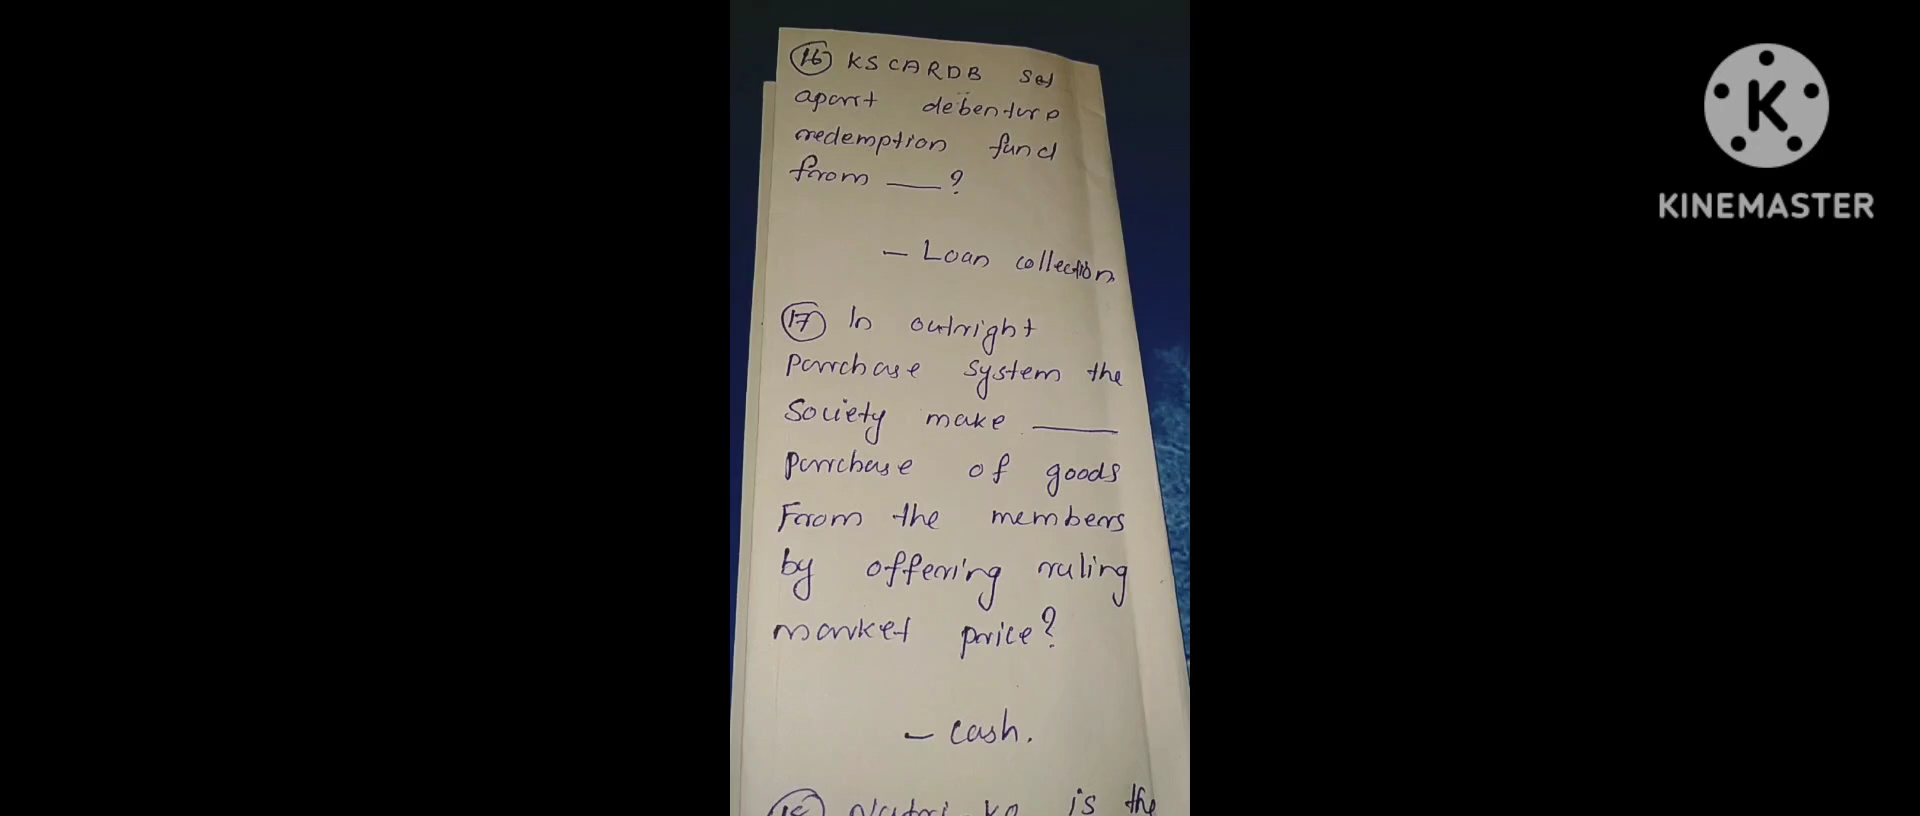 16 KSCARDB set
apart debenture
redemption fund
from ___?
- Loan collection
17 In outright
purchase system the
Society make ___
purchase of goods
From the members
by offering ruling
market price?
- cash.
is the
K
KINEMASTER